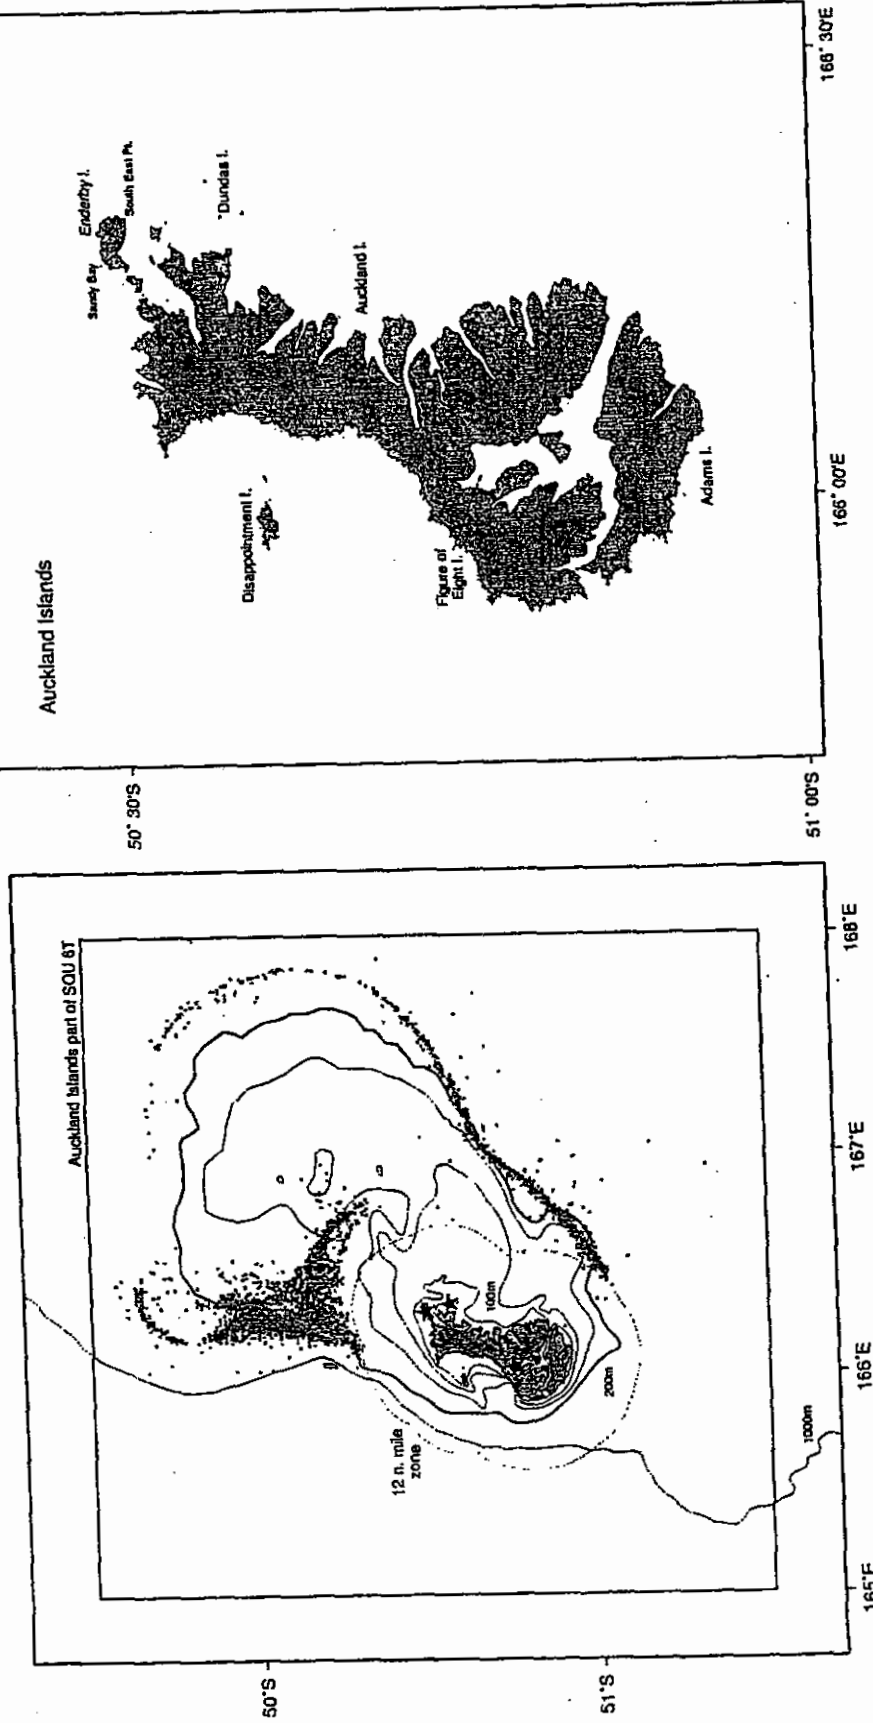 Auckland Islands part of SQU 6T
12 n. mile
zone
100m
200m
1000m
50°S
51°S
165°E
166°E
167°E
168°E
Auckland Islands
Enderby I.
Sandy Bay
South East Pt.
Dundas I.
Disappointment I.
Auckland I.
Figure of
Eight I.
Adams I.
50° 30'S
51° 00'S
166° 00'E
166° 30'E